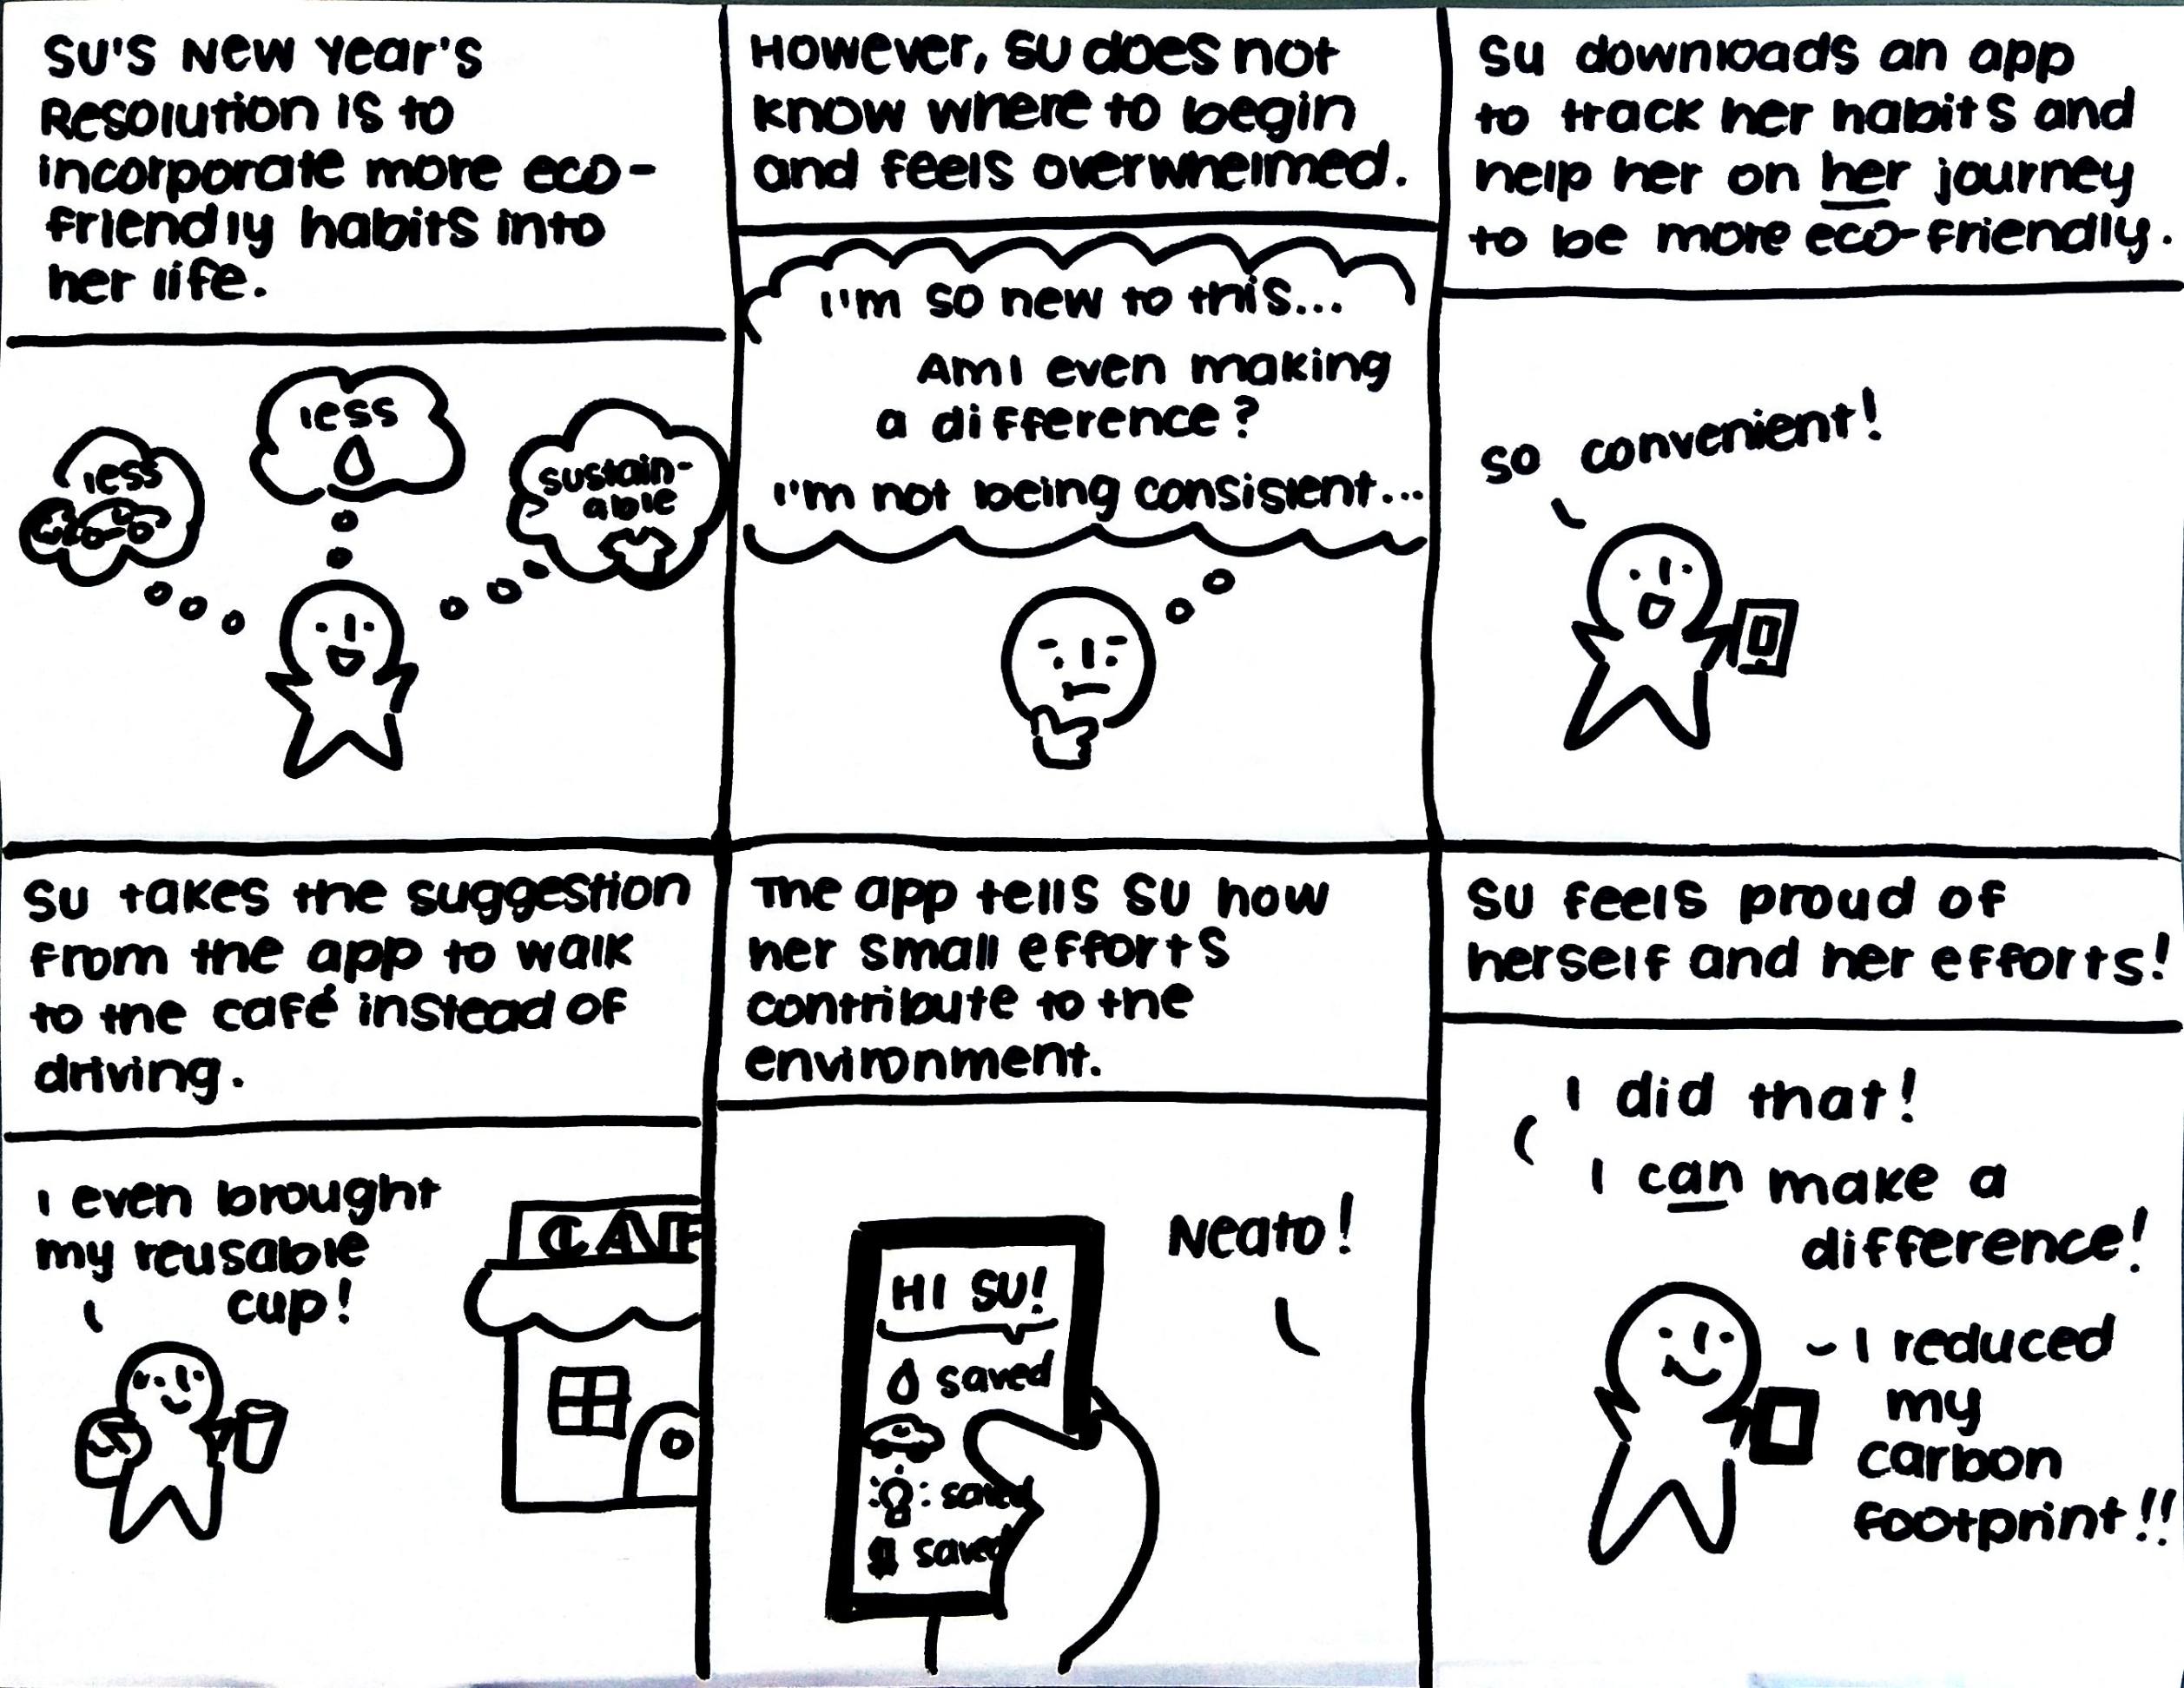 SU'S NEW YEAR'S
RESOLUTION IS TO
incorporate more eco-
friendly habits into
her life.
less
less
sustain-
able
However, SU does not
know where to begin
and feels overwhelmed.
I'm so new to this...
Am I even making
a difference?
I'm not being consistent...
Su downloads an app
to track her habits and
help her on her journey
to be more eco-friendly.
so convenient!
SU takes the suggestion
from the app to walk
to the café instead of
driving.
I even brought
my reusable
cup!
CAF
The app tells SU how
her small efforts
contribute to the
environment.
HI SU!
saved
saved
saved
Neato!
SU feels proud of
herself and her efforts!
I did that!
I can make a
difference!
I reduced
my
carbon
footprint!!